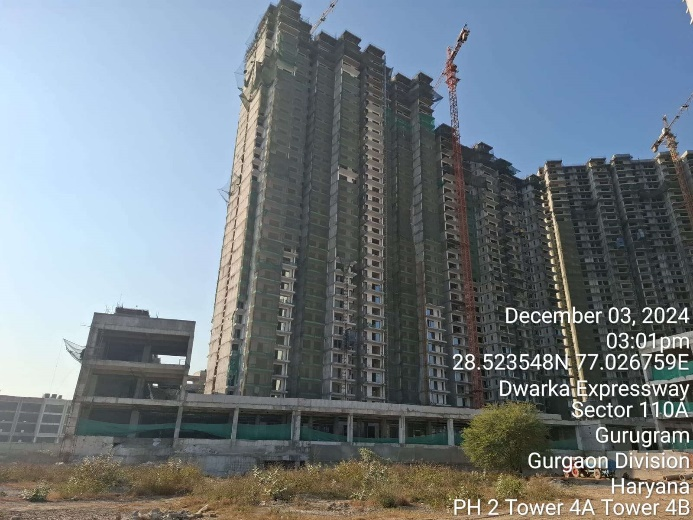 December 03, 2024
03:01pm
28.523548N 77.026759E
Dwarka Expressway
Sector 110A
Gurugram
Gurgaon Division
Haryana
PH 2 Tower 4A Tower 4B